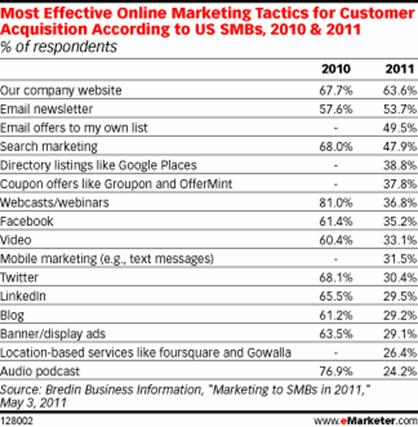 Most Effective Online Marketing Tactics for Customer
Acquisition According to US SMBs, 2010 & 2011
% of respondents
2010 2011
Our company website 67.7% 63.6%
Email newsletter 57.6% 53.7%
Email offers to my own list - 49.5%
Search marketing 68.0% 47.9%
Directory listings like Google Places - 38.8%
Coupon offers like Groupon and OfferMint - 37.8%
Webcasts/webinars 81.0% 36.8%
Facebook 61.4% 35.2%
Video 60.4% 33.1%
Mobile marketing (e.g., text messages) - 31.5%
Twitter 68.1% 30.4%
LinkedIn 65.5% 29.5%
Blog 61.2% 29.2%
Banner/display ads 63.5% 29.1%
Location-based services like foursquare and Gowalla - 26.4%
Audio podcast 76.9% 24.2%
Source: Bredin Business Information, "Marketing to SMBs in 2011,"
May 3, 2011
128002 www.eMarketer.com